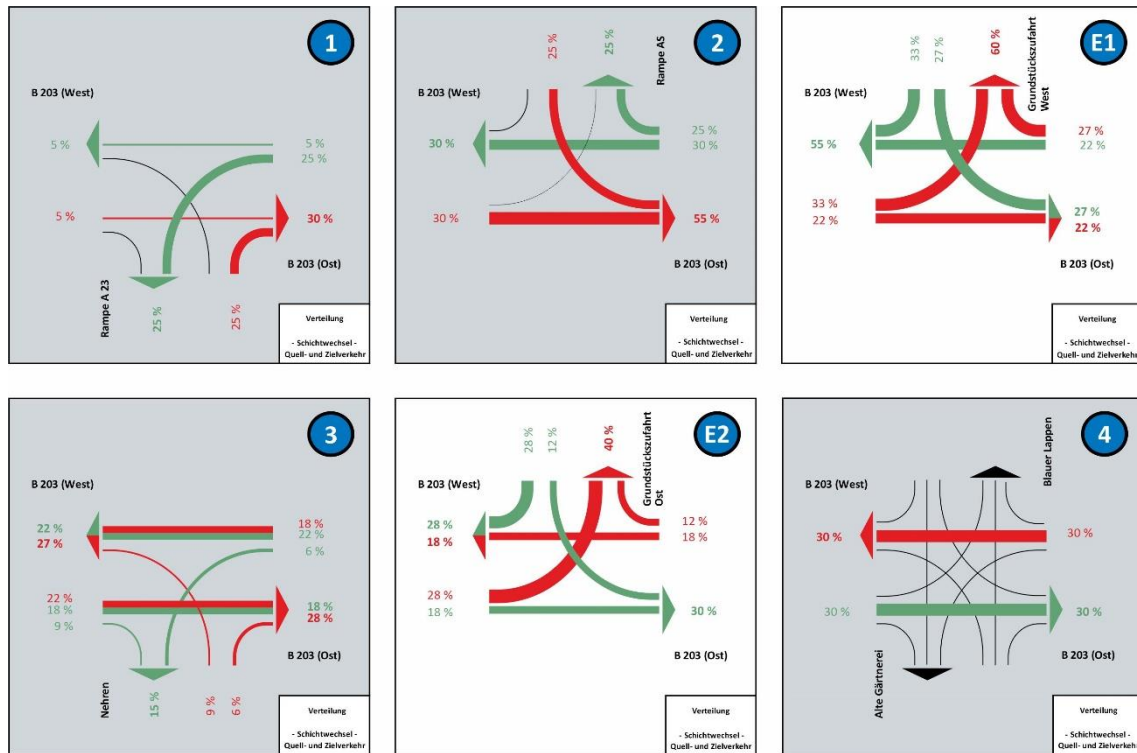 1
B 203 (West)
5 %
5 %
25 %
5 %
30 %
B 203 (Ost)
Rampe A 23
25 %
25 %
Verteilung
- Schichtwechsel -
Quell- und Zielverkehr
2
25 %
25 %
Rampe AS
B 203 (West)
30 %
25 %
30 %
30 %
55 %
B 203 (Ost)
Verteilung
- Schichtwechsel -
Quell- und Zielverkehr
E1
33 %
27 %
60 %
Grundstückszufahrt
West
B 203 (West)
55 %
27 %
22 %
33 %
22 %
27 %
22 %
B 203 (Ost)
Verteilung
- Schichtwechsel -
Quell- und Zielverkehr
3
B 203 (West)
22 %
27 %
18 %
22 %
6 %
22 %
18 %
9 %
18 %
28 %
B 203 (Ost)
Nehren
15 %
9 %
6 %
Verteilung
- Schichtwechsel -
Quell- und Zielverkehr
E2
28 %
12 %
40 %
Grundstückszufahrt
Ost
B 203 (West)
28 %
18 %
12 %
18 %
28 %
18 %
30 %
B 203 (Ost)
Verteilung
- Schichtwechsel -
Quell- und Zielverkehr
4
Blauer Lappen
B 203 (West)
30 %
30 %
30 %
30 %
B 203 (Ost)
Alte Gärtnerei
Verteilung
- Schichtwechsel -
Quell- und Zielverkehr